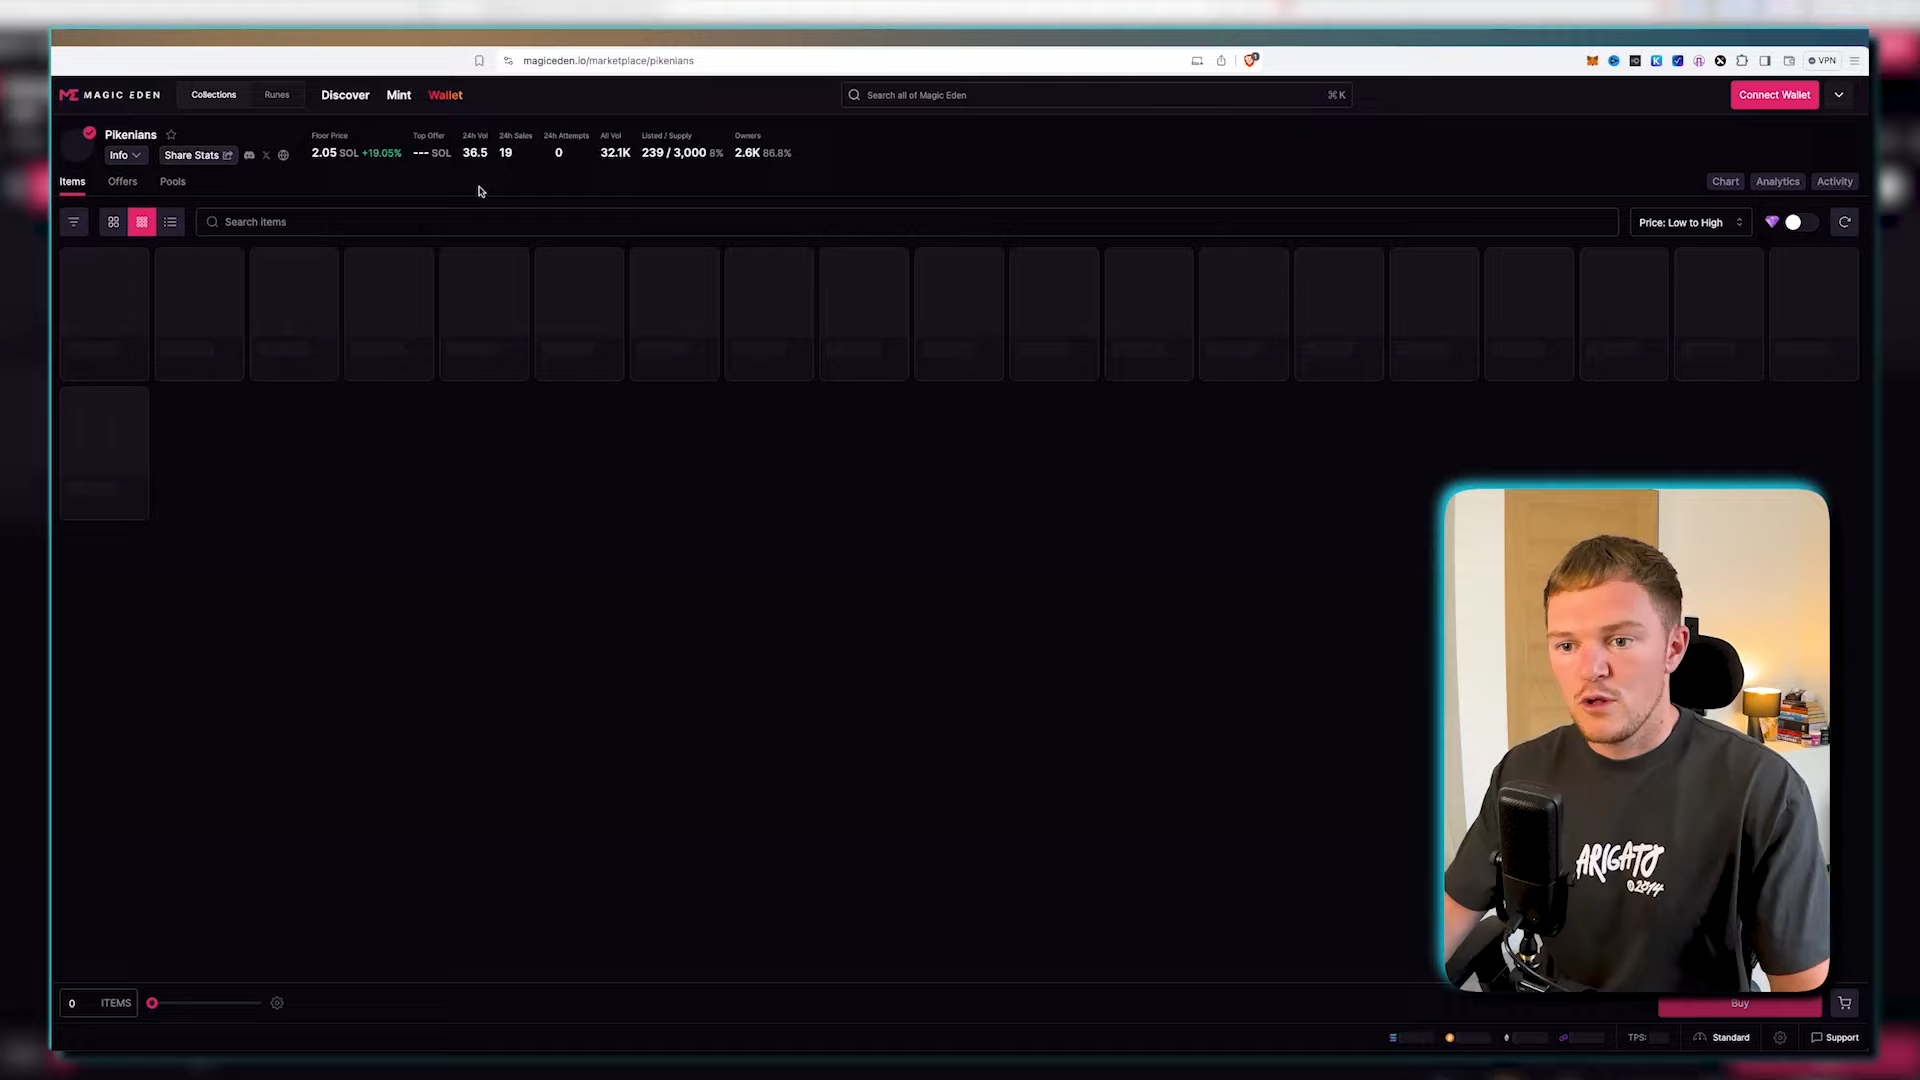 magiceden.io/marketplace/pikenians
VPN
MAGIC EDEN
Collections
Runes
Discover
Mint
Wallet
Search all of Magic Eden
⌘ K
Connect Wallet
Pikenians
Info
Share Stats
Floor Price
2.05 SOL +19.05%
Top Offer
--- SOL
24h Vol
36.5
24h Sales
19
24h Attempts
0
All Vol
32.1K
Listed / Supply
239 / 3,000 8%
Owners
2.6K 86.8%
Items
Offers
Pools
Chart
Analytics
Activity
Search items
Price: Low to High
ARIGATO
©2014
0 ITEMS
Buy
TPS:
Standard
Support